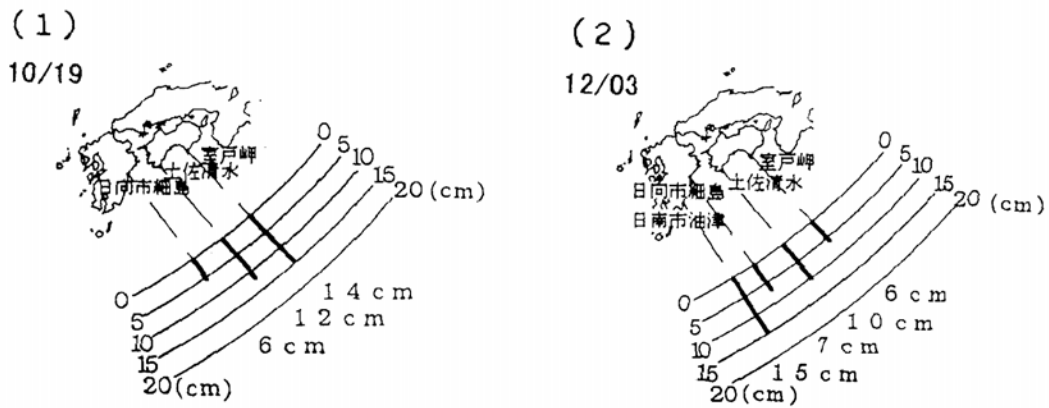 (1)
10/19
室戸岬
土佐清水
日向市細島
0
5
10
15
20(cm)
0
5
10
15
20(cm)
14cm
12cm
6cm
(2)
12/03
室戸岬
土佐清水
日向市細島
日南市油津
0
5
10
15
20(cm)
0
5
10
15
20(cm)
6cm
10cm
7cm
15cm